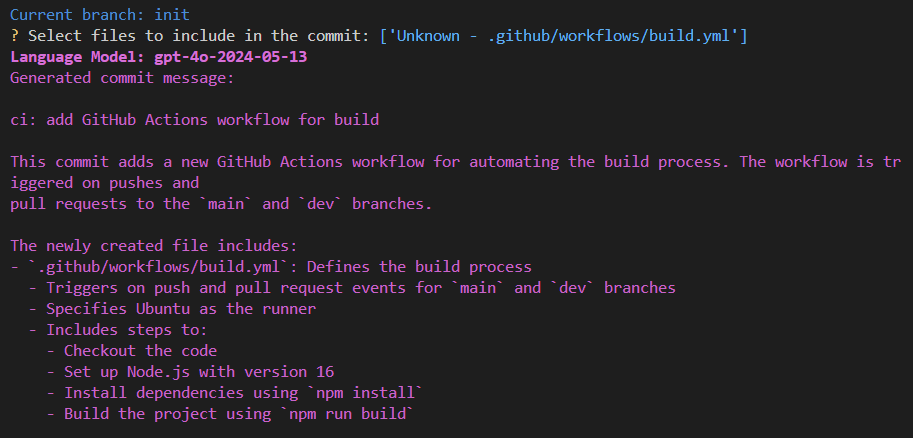 Current branch: init
? Select files to include in the commit: ['Unknown - .github/workflows/build.yml']
Language Model: gpt-4o-2024-05-13
Generated commit message:
ci: add GitHub Actions workflow for build
This commit adds a new GitHub Actions workflow for automating the build process. The workflow is tr
iggered on pushes and
pull requests to the `main` and `dev` branches.
The newly created file includes:
- `.github/workflows/build.yml`: Defines the build process
- Triggers on push and pull request events for `main` and `dev` branches
- Specifies Ubuntu as the runner
- Includes steps to:
- Checkout the code
- Set up Node.js with version 16
- Install dependencies using `npm install`
- Build the project using `npm run build`